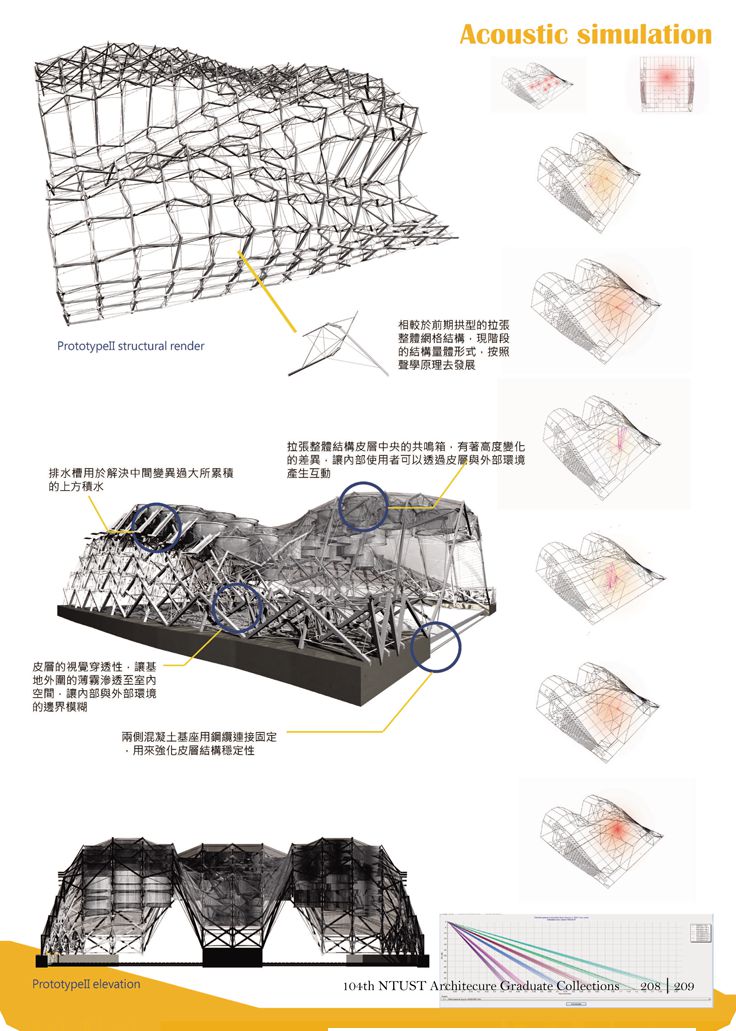 Acoustic simulation
PrototypeII structural render
相較於前期拱型的拉張
整體網格結構，現階段
的結構量體形式，按照
聲學原理去發展
拉張整體結構皮層中央的共鳴箱，有著高度變化
的差異，讓內部使用者可以透過皮層與外部環境
產生互動
排水槽用於解決中間變異過大所累積
的上方積水
皮層的視覺穿透性，讓基
地外圍的薄霧滲透至室內
空間，讓內部與外部環境
的邊界模糊
兩側混凝土基座用鋼纜連接固定
，用來強化皮層結構穩定性
PrototypeII elevation
104th NTUST Architecure Graduate Collections 208 | 209